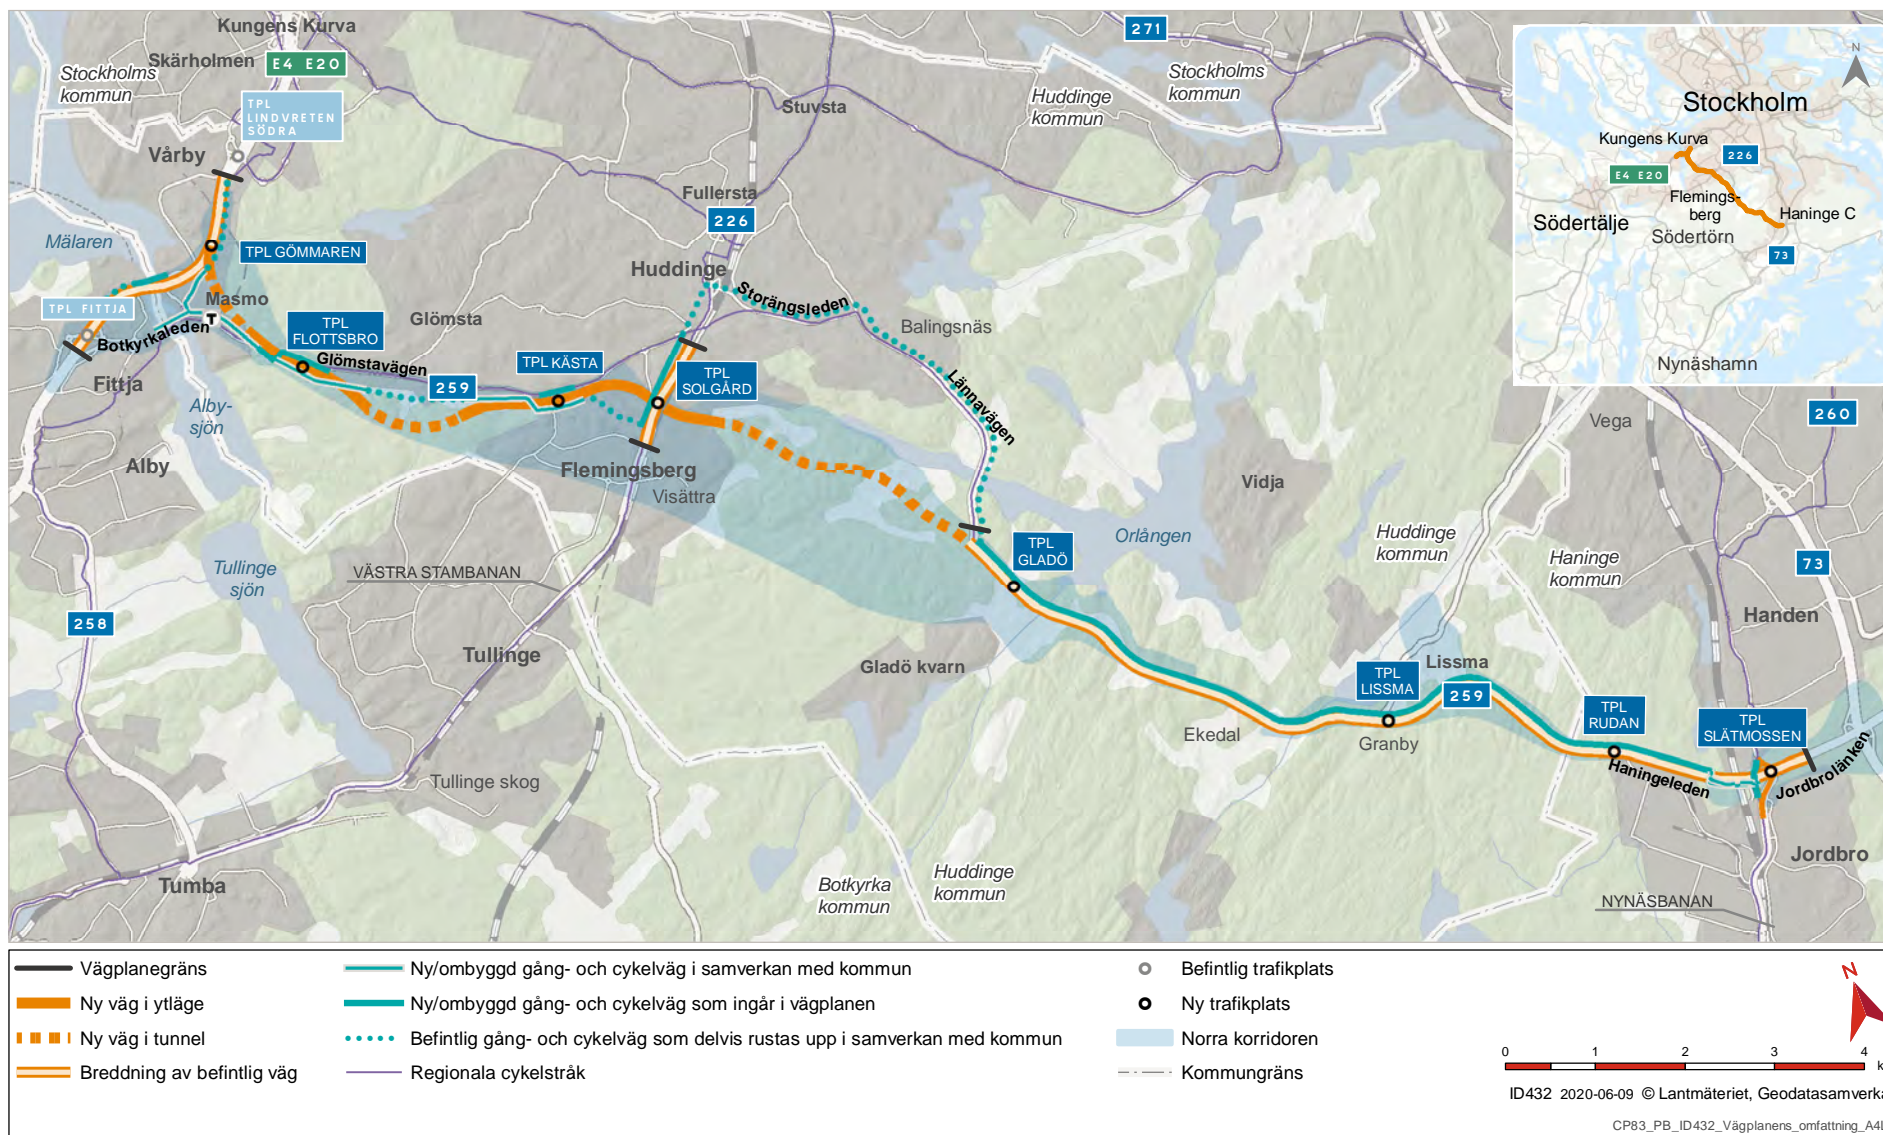 Kungens Kurva
Skärholmen
E4 E20
Stockholms
kommun
TPL
LINDVRETEN
SÖDRA
Vårby
Stuvsta
271
Huddinge
kommun
Stockholms
kommun
Fullersta
226
Huddinge
Storängsleden
Balingsnäs
Lännavägen
Mälaren
TPL GÖMMAREN
Masmo
TPL FITTJA
Botkyrkaleden
T
Fittja
TPL
FLOTTSBRO
Glömsta
Glömstavägen
259
TPL KÄSTA
TPL
SOLGÅRD
Alby-
sjön
Alby
Flemingsberg
Visättra
Tullinge
sjön
VÄSTRA STAMBANAN
258
Tullinge
Tullinge skog
Tumba
TPL
GLADÖ
Orlången
Vidja
Gladö kvarn
Ekedal
Huddinge
kommun
Haninge
kommun
Vega
260
73
Handen
Lissma
TPL
LISSMA
259
Granby
TPL
RUDAN
TPL
SLÄTMOSSEN
Haningeleden
Jordbrolänken
Jordbro
NYNÄSBANAN
Botkyrka
kommun
Huddinge
kommun
N
Stockholm
Kungens Kurva
226
E4 E20
Flemings-
berg
Haninge C
Södertälje
Södertörn
73
Nynäshamn
Vägplanegräns
Ny väg i ytläge
Ny väg i tunnel
Breddning av befintlig väg
Ny/ombyggd gång- och cykelväg i samverkan med kommun
Ny/ombyggd gång- och cykelväg som ingår i vägplanen
Befintlig gång- och cykelväg som delvis rustas upp i samverkan med kommun
Regionala cykelstråk
Befintlig trafikplats
Ny trafikplats
Norra korridoren
Kommungräns
N
0 1 2 3 4
k
ID432 2020-06-09 © Lantmäteriet, Geodatasamverka
CP83_PB_ID432_Vägplanens_omfattning_A4L